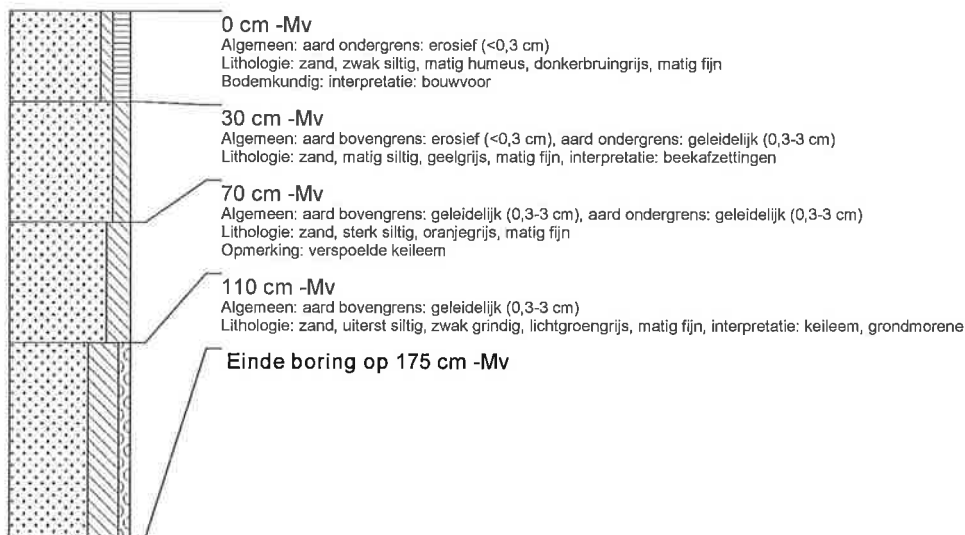 0 cm -Mv
Algemeen: aard ondergrens: erosief (<0,3 cm)
Lithologie: zand, zwak siltig, matig humeus, donkerbruingrijs, matig fijn
Bodemkundig: interpretatie: bouwvoor
30 cm -Mv
Algemeen: aard bovengrens: erosief (<0,3 cm), aard ondergrens: geleidelijk (0,3-3 cm)
Lithologie: zand, matig siltig, geelgrijs, matig fijn, interpretatie: beekafzettingen
70 cm -Mv
Algemeen: aard bovengrens: geleidelijk (0,3-3 cm), aard ondergrens: geleidelijk (0,3-3 cm)
Lithologie: zand, sterk siltig, oranjegrijs, matig fijn
Opmerking: verspoelde keileem
110 cm -Mv
Algemeen: aard bovengrens: geleidelijk (0,3-3 cm)
Lithologie: zand, uiterst siltig, zwak grindig, lichtgroengrijs, matig fijn, interpretatie: keileem, grondmorene
Einde boring op 175 cm -Mv